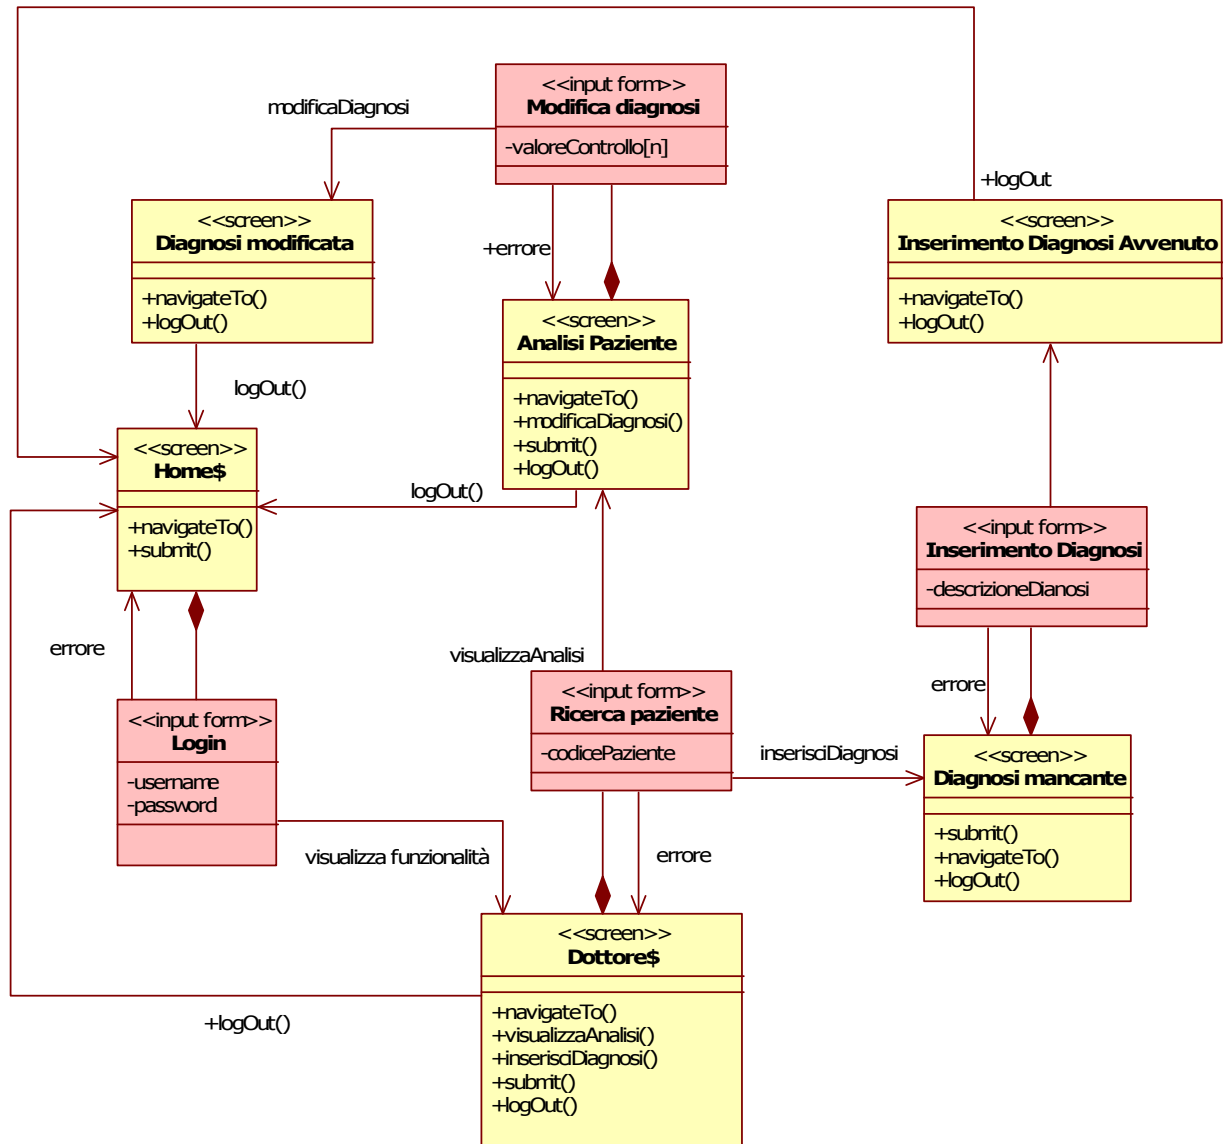 <<input form>>
Modifica diagnosi
-valoreControllo[n]
modificaDiagnosi
+logOut
<<screen>>
Diagnosi modificata
+navigateTo()
+logOut()
+errore
<<screen>>
Inserimento Diagnosi Avvenuto
+navigateTo()
+logOut()
<<screen>>
Analisi Paziente
+navigateTo()
+modificaDiagnosi()
+submit()
+logOut()
logOut()
<<screen>>
Home$
+navigateTo()
+submit()
logOut()
<<input form>>
Inserimento Diagnosi
-descrizioneDianosi
errore
visualizzaAnalisi
errore
<<input form>>
Login
-username
-password
<<input form>>
Ricerca paziente
-codicePaziente
inserisciDiagnosi
<<screen>>
Diagnosi mancante
+submit()
+navigateTo()
+logOut()
visualizza funzionalità
errore
<<screen>>
Dottore$
+navigateTo()
+visualizzaAnalisi()
+inserisciDiagnosi()
+submit()
+logOut()
+logOut()